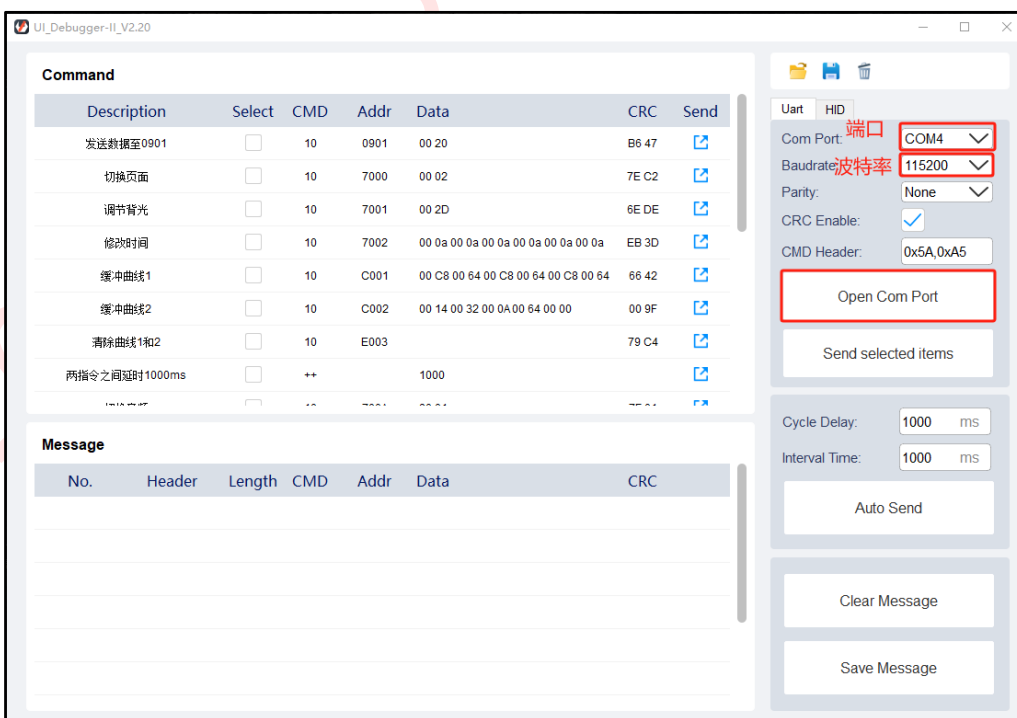 UI_Debugger-II_V2.20
Command
Description Select CMD Addr Data CRC Send
发送数据至0901 10 0901 00 20 B6 47
切换页面 10 7000 00 02 7E C2
调节背光 10 7001 00 2D 6E DE
修改时间 10 7002 00 0a 00 0a 00 0a 00 0a 00 0a 00 0a EB 3D
缓冲曲线1 10 C001 00 C8 00 64 00 C8 00 64 00 C8 00 64 66 42
缓冲曲线2 10 C002 00 14 00 32 00 0A 00 64 00 00 00 9F
清除曲线1和2 10 E003 79 C4
两指令之间延时1000ms ++ 1000
Message
No. Header Length CMD Addr Data CRC
Uart HID
Com Port: 端口 COM4
Baudrate 波特率 115200
Parity: None
CRC Enable:
CMD Header: 0x5A,0xA5
Open Com Port
Send selected items
Cycle Delay: 1000 ms
Interval Time: 1000 ms
Auto Send
Clear Message
Save Message